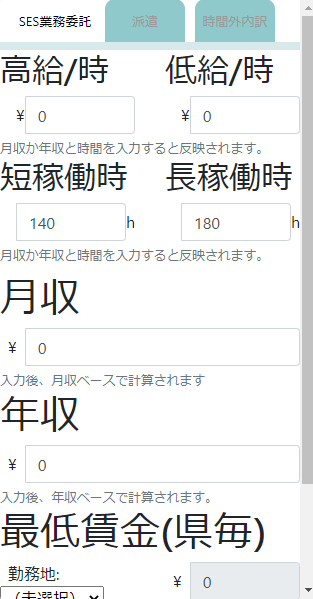 SES業務委託 派遣 時間外内訳
高給/時 低給/時
¥ 0 ¥ 0
月収か年収と時間を入力すると反映されます。
短稼働時 長稼働時
140 h 180 h
月収か年収と時間を入力すると反映されます。
月収
¥ 0
入力後、月収ベースで計算されます
年収
¥ 0
入力後、年収ベースで計算されます。
最低賃金(県毎)
勤務地: ¥ 0
（未選択）